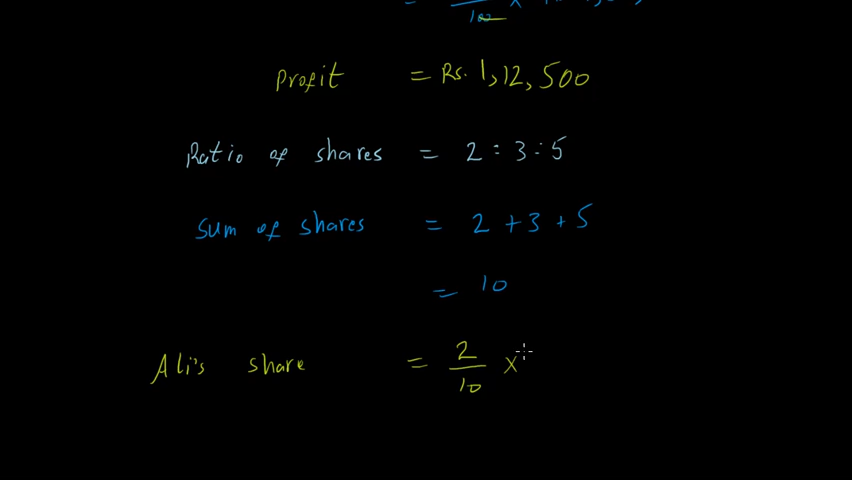 =
10
Profit = Rs. 1,12,500
Ratio of shares = 2 : 3 : 5
Sum of shares = 2 + 3 + 5
= 10
Ali's share = 2/10 x